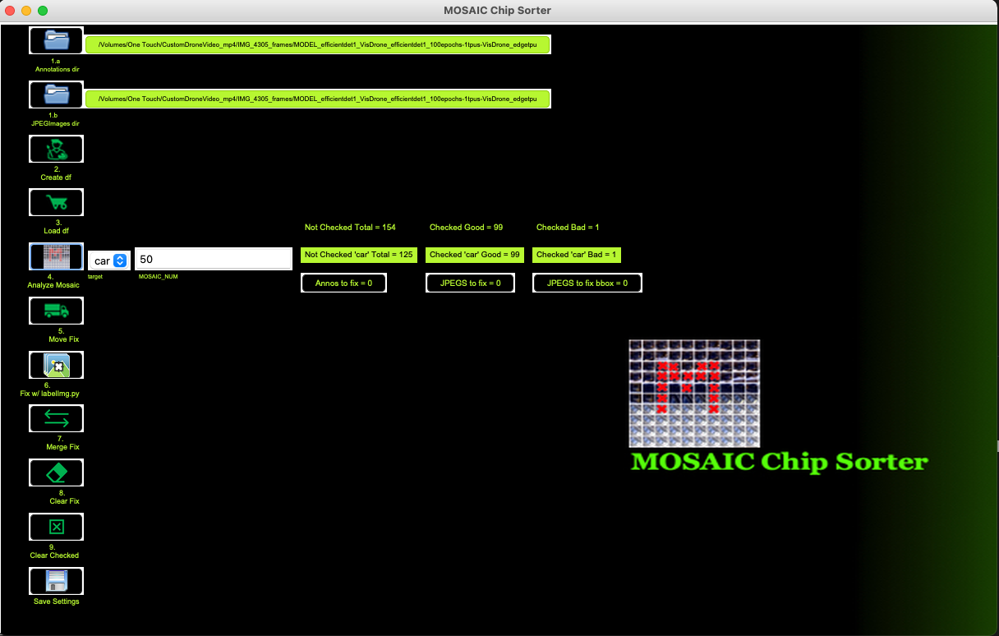 MOSAIC Chip Sorter
/Volumes/One Touch/CustomDroneVideo_mp4/IMG_4305_frames/MODEL_efficientdet1_VisDrone_efficientdet1_100epochs-1tpus-VisDrone_edgetpu
1.a
Annotations dir
/Volumes/One Touch/CustomDroneVideo_mp4/IMG_4305_frames/MODEL_efficientdet1_VisDrone_efficientdet1_100epochs-1tpus-VisDrone_edgetpu
1.b
JPEGImages dir
2.
Create df
3.
Load df
Not Checked Total = 154
Checked Good = 99
Checked Bad = 1
car
50
Not Checked 'car' Total = 125
Checked 'car' Good = 99
Checked 'car' Bad = 1
4.
Analyze Mosaic
target
MOSAIC_NUM
Annos to fix = 0
JPEGS to fix = 0
JPEGS to fix bbox = 0
5.
Move Fix
6.
Fix w/ labelImg.py
7.
Merge Fix
MOSAIC Chip Sorter
8.
Clear Fix
9.
Clear Checked
Save Settings